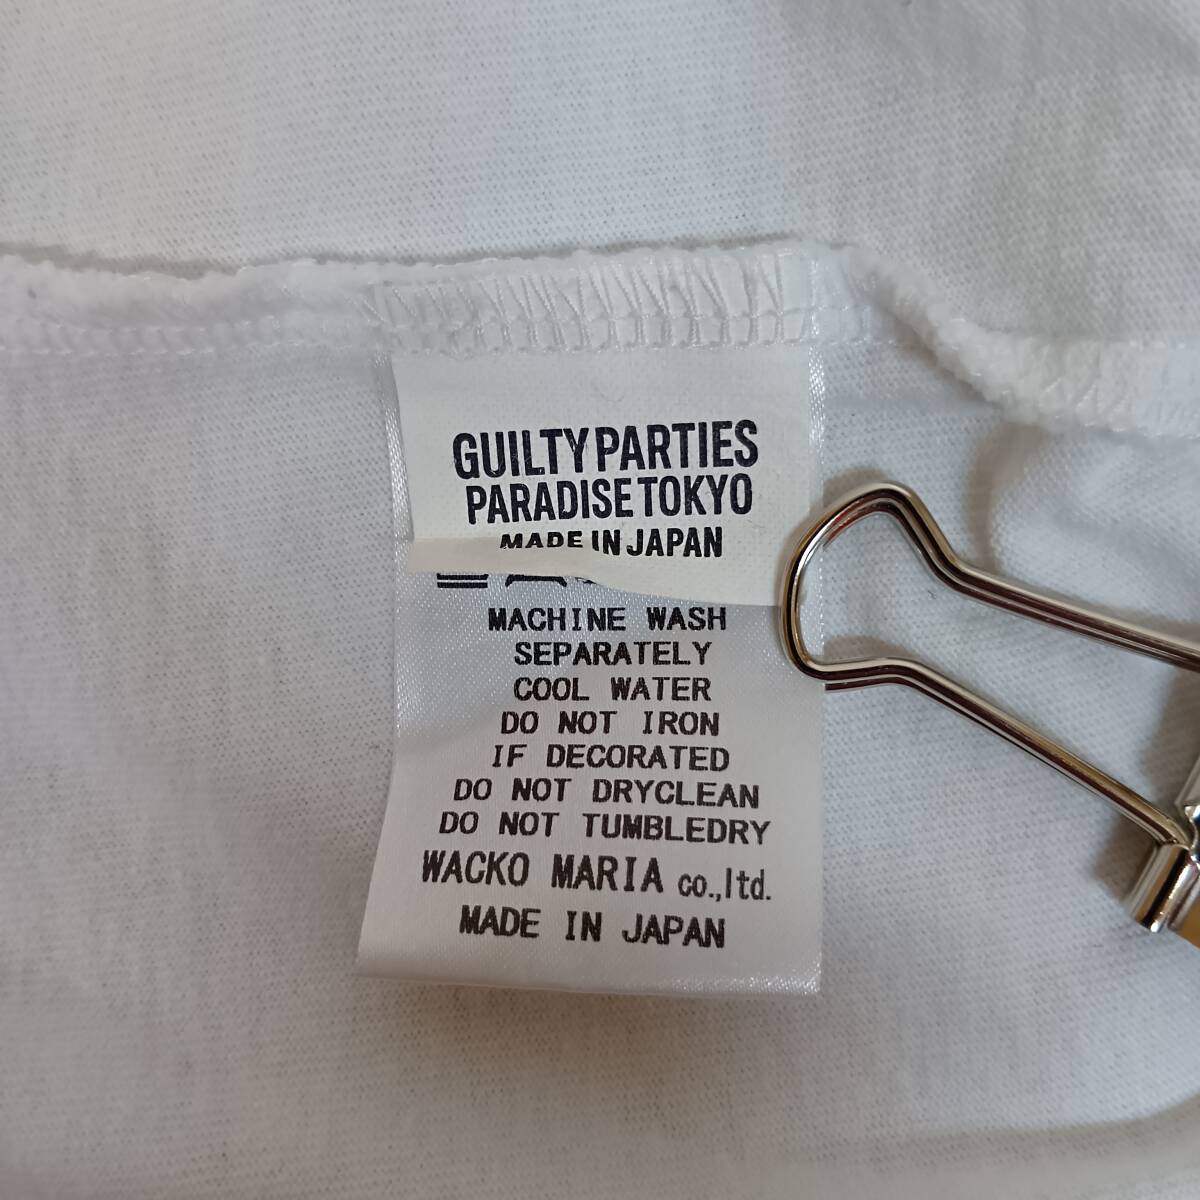 GUILTY PARTIES
PARADISE TOKYO
MADE IN JAPAN
MACHINE WASH
SEPARATELY
COOL WATER
DO NOT IRON
IF DECORATED
DO NOT DRYCLEAN
DO NOT TUMBLEDRY
WACKO MARIA co.,ltd.
MADE IN JAPAN